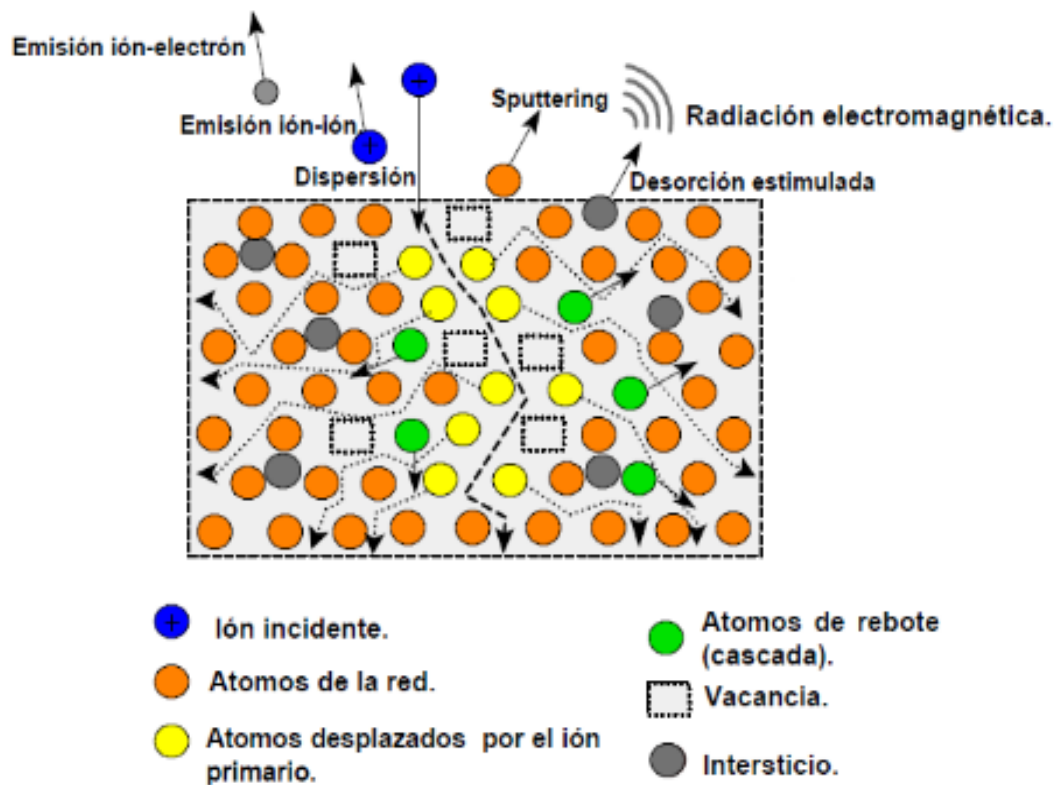 Emisión ión-electrón
Emisión ión-ión
Dispersión
Sputtering
Radiación electromagnética.
Desorción estimulada
Ión incidente.
Atomos de la red.
Atomos desplazados por el ión
primario.
Atomos de rebote
(cascada).
Vacancia.
Intersticio.